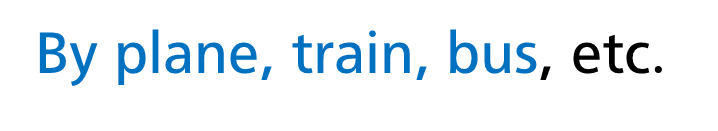 By plane, train, bus, etc.